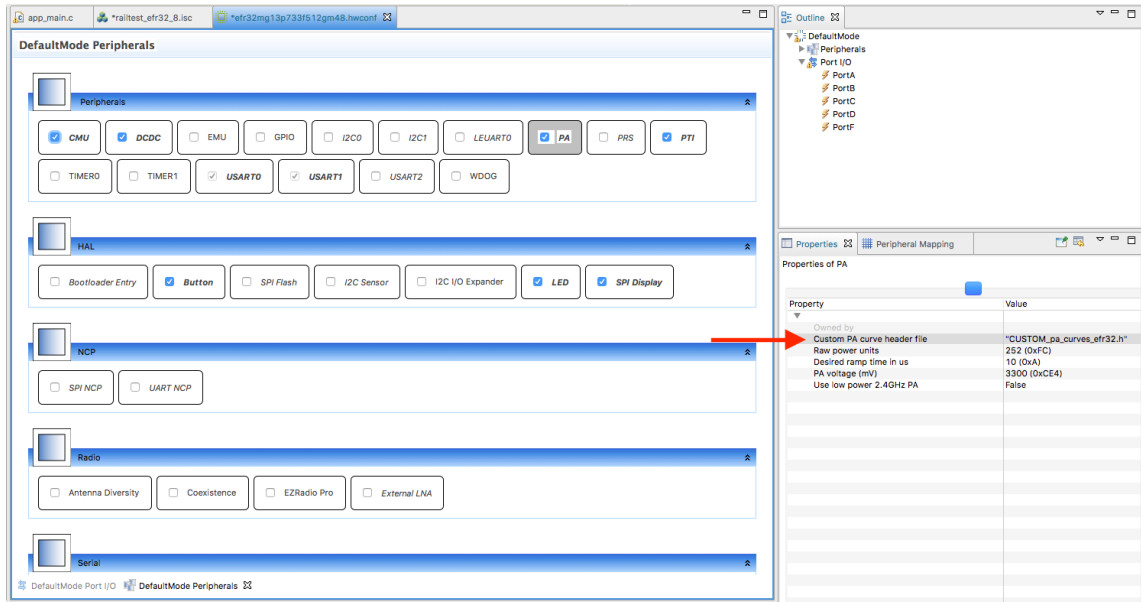 app_main.c
*railtest_efr32_8.isc
*efr32mg13p733f512gm48.hwconf
DefaultMode Peripherals
Peripherals
CMU
DCDC
EMU
GPIO
I2C0
I2C1
LEUART0
PA
PRS
PTI
TIMER0
TIMER1
USART0
USART1
USART2
WDOG
HAL
Bootloader Entry
Button
SPI Flash
I2C Sensor
I2C I/O Expander
LED
SPI Display
NCP
SPI NCP
UART NCP
Radio
Antenna Diversity
Coexistence
EZRadio Pro
External LNA
Serial
DefaultMode Port I/O
DefaultMode Peripherals
Outline
DefaultMode
Peripherals
Port I/O
PortA
PortB
PortC
PortD
PortF
Properties
Peripheral Mapping
Properties of PA
Property Value
Owned by
Custom PA curve header file "CUSTOM_pa_curves_efr32.h"
Raw power units 252 (0xFC)
Desired ramp time in us 10 (0xA)
PA voltage (mV) 3300 (0xCE4)
Use low power 2.4GHz PA False